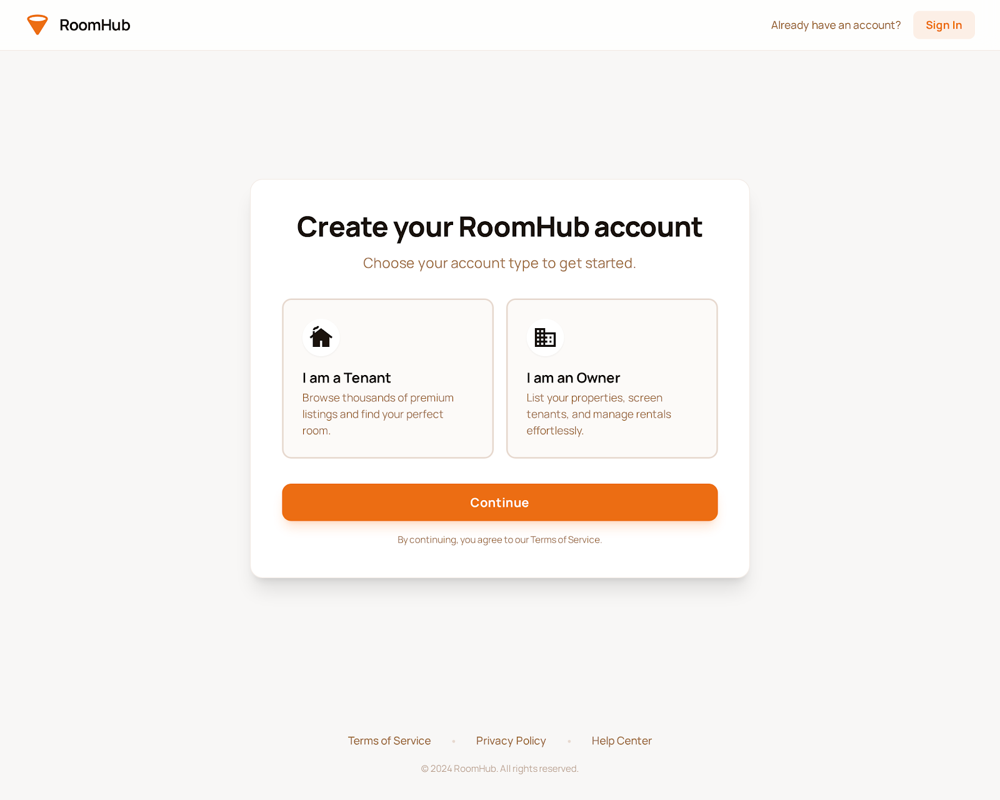 RoomHub
Already have an account?
Sign In
Create your RoomHub account
Choose your account type to get started.
I am a Tenant
Browse thousands of premium
listings and find your perfect
room.
I am an Owner
List your properties, screen
tenants, and manage rentals
effortlessly.
Continue
By continuing, you agree to our Terms of Service.
Terms of Service • Privacy Policy • Help Center
© 2024 RoomHub. All rights reserved.